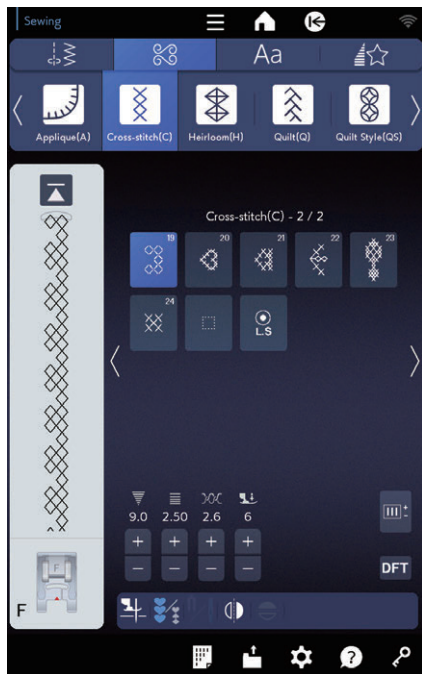 Sewing
Aa
Applique(A) Cross-stitch(C) Heirloom(H) Quilt(Q) Quilt Style(QS)
Cross-stitch(C) - 2 / 2
19 20 21 22 23
24
L.S
9.0 2.50 2.6 6
+ + + +
- - - -
DFT
F
F
?